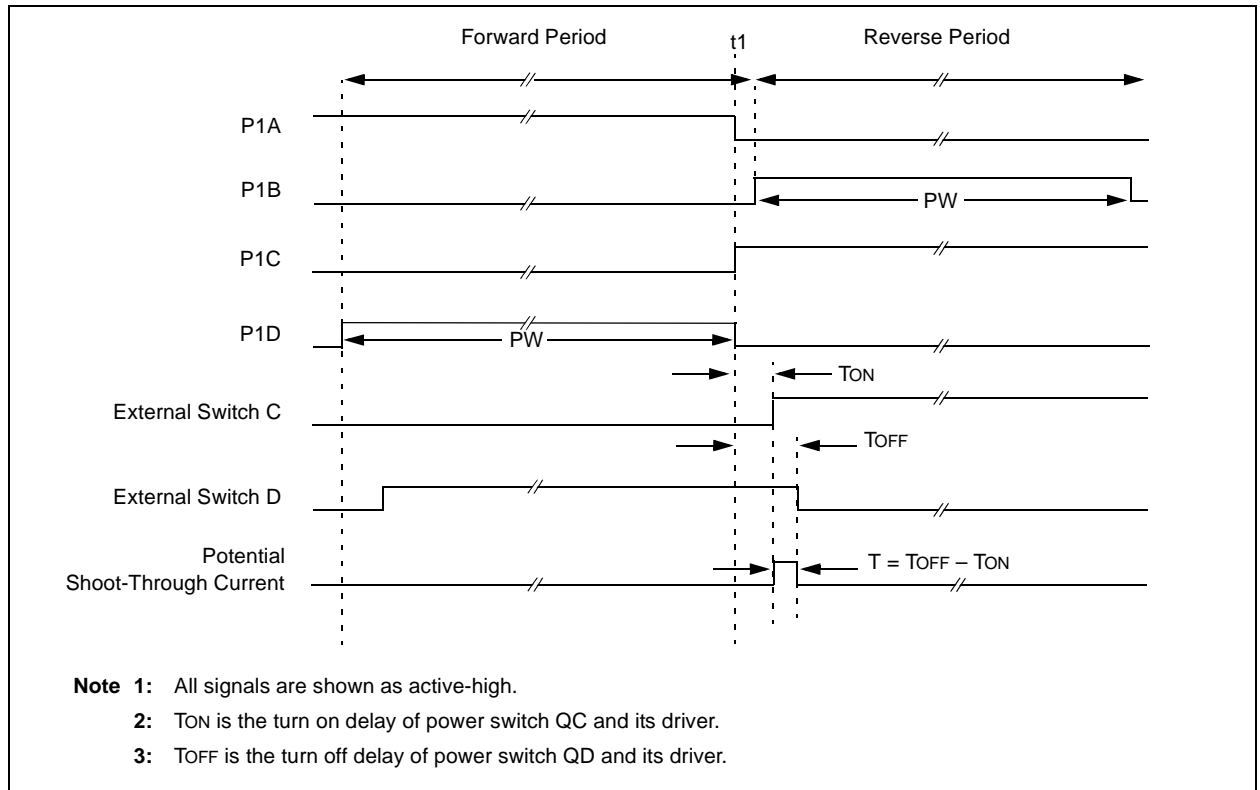 Forward Period
t1
Reverse Period
P1A
P1B
PW
P1C
P1D
PW
TON
External Switch C
TOFF
External Switch D
Potential
Shoot-Through Current
T = TOFF – TON
Note 1: All signals are shown as active-high.
2: TON is the turn on delay of power switch QC and its driver.
3: TOFF is the turn off delay of power switch QD and its driver.